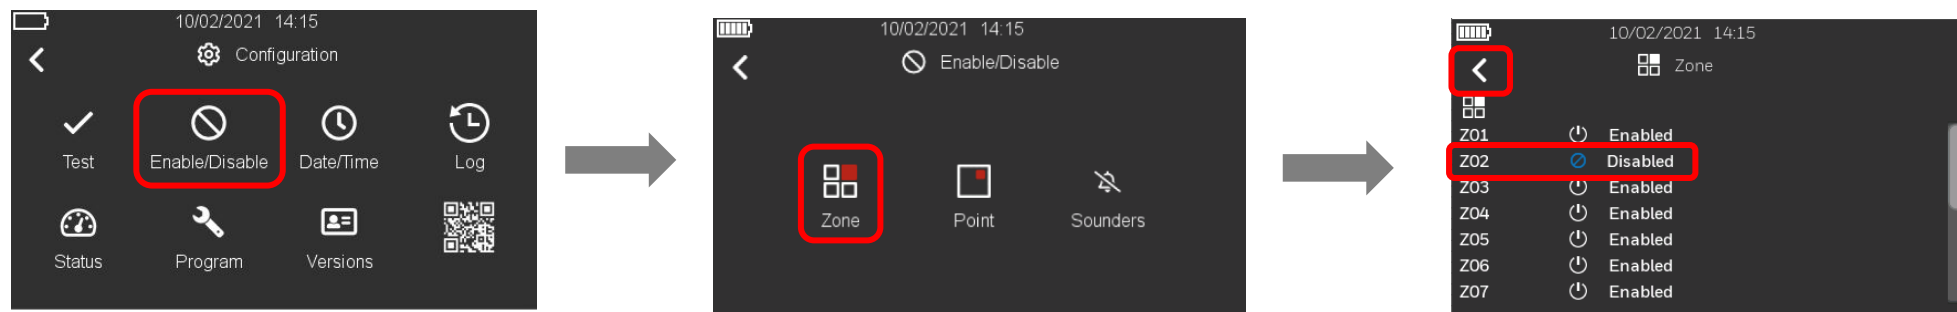 10/02/2021 14:15
Configuration
Test
Enable/Disable
Date/Time
Log
Status
Program
Versions
10/02/2021 14:15
Enable/Disable
Zone
Point
Sounders
10/02/2021 14:15
Zone
Z01 Enabled
Z02 Disabled
Z03 Enabled
Z04 Enabled
Z05 Enabled
Z06 Enabled
Z07 Enabled